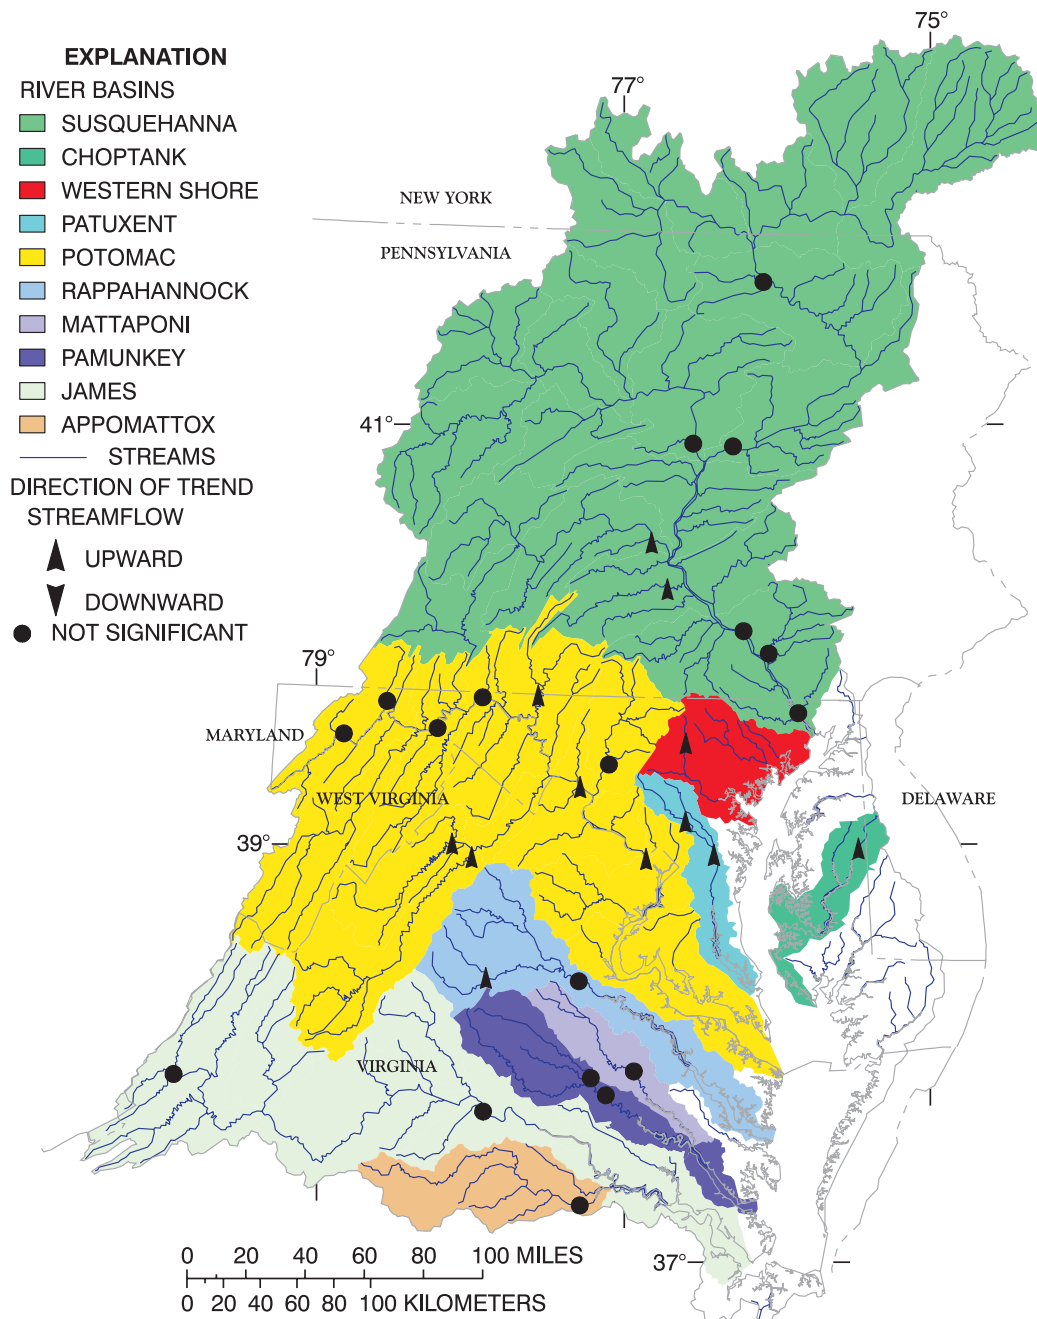 EXPLANATION
RIVER BASINS
SUSQUEHANNA
CHOPTANK
WESTERN SHORE
PATUXENT
POTOMAC
RAPPAHANNOCK
MATTAPONI
PAMUNKEY
JAMES
APPOMATTOX
STREAMS
DIRECTION OF TREND
STREAMFLOW
UPWARD
DOWNWARD
NOT SIGNIFICANT
75°
77°
NEW YORK
PENNSYLVANIA
41°
79°
MARYLAND
WEST VIRGINIA
DELAWARE
39°
VIRGINIA
37°
0 20 40 60 80 100 MILES
0 20 40 60 80 100 KILOMETERS